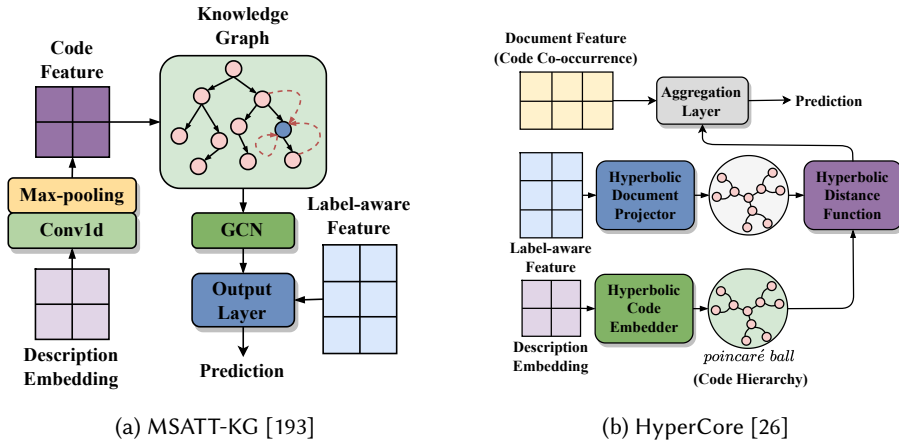 Knowledge
Graph
Code
Feature
Max-pooling
Conv1d
Description
Embedding
GCN
Label-aware
Feature
Output
Layer
Prediction
(a) MSATT-KG [193]
Document Feature
(Code Co-occurrence)
Aggregation
Layer
Prediction
Hyperbolic
Document
Projector
Hyperbolic
Distance
Function
Label-aware
Feature
Hyperbolic
Code
Embedder
Description
Embedding
poincaré ball
(Code Hierarchy)
(b) HyperCore [26]